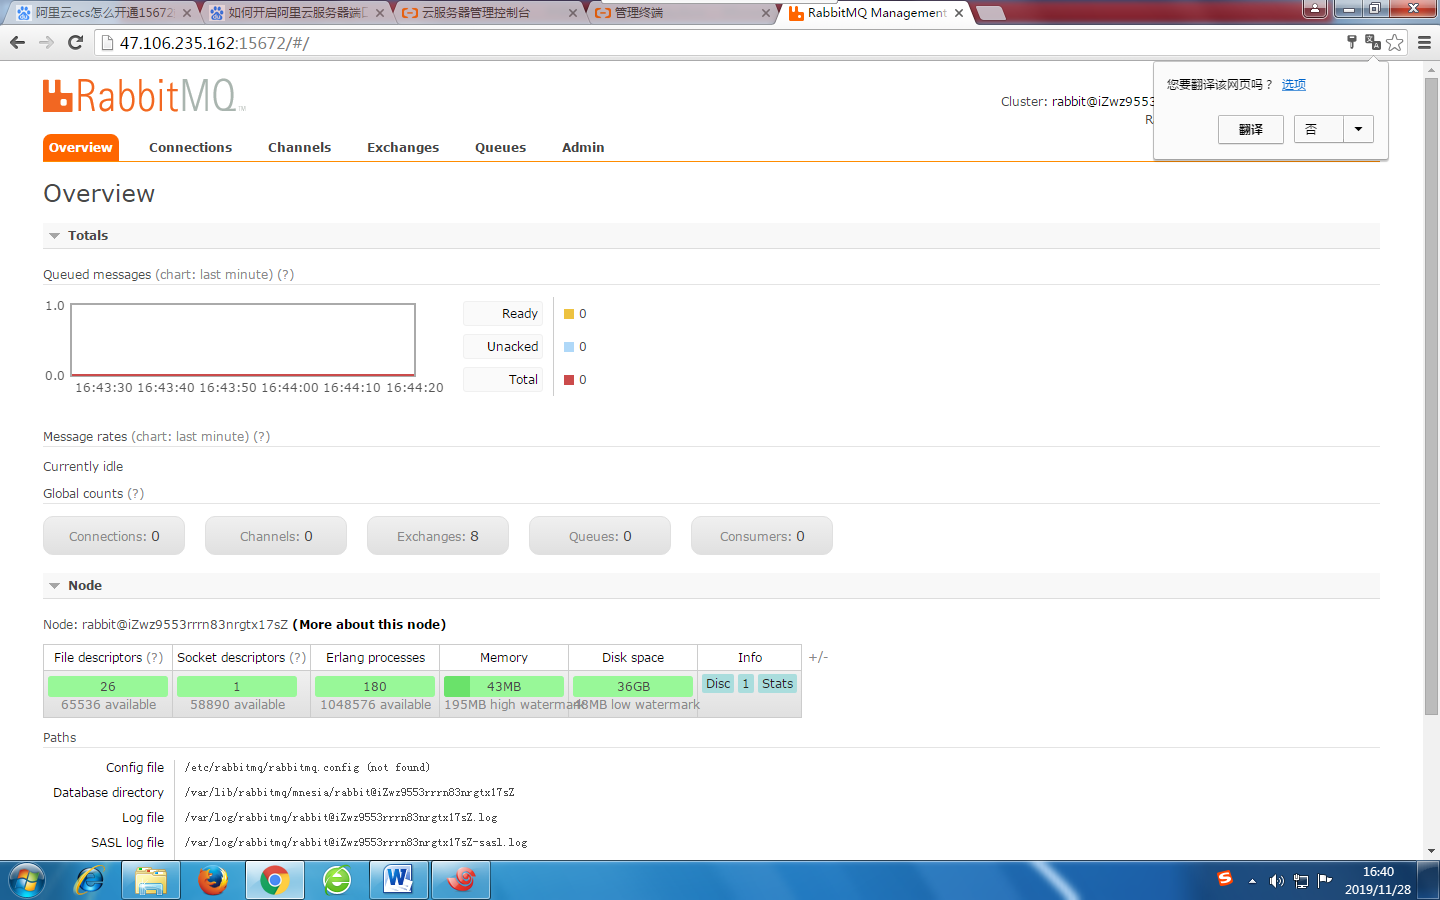 阿里云ecs怎么开通15672
如何开启阿里云服务器端口
云服务器管理控制台
管理终端
RabbitMQ Management
47.106.235.162:15672/#/
您要翻译该网页吗？ 选项
翻译 否
RabbitMQ TM
Cluster: rabbit@iZwz9553
R
Overview Connections Channels Exchanges Queues Admin
Overview
Totals
Queued messages (chart: last minute) (?)
1.0
0.0
16:43:30 16:43:40 16:43:50 16:44:00 16:44:10 16:44:20
Ready 0
Unacked 0
Total 0
Message rates (chart: last minute) (?)
Currently idle
Global counts (?)
Connections: 0 Channels: 0 Exchanges: 8 Queues: 0 Consumers: 0
Node
Node: rabbit@iZwz9553rrrn83nrgtx17sZ (More about this node)
File descriptors (?) Socket descriptors (?) Erlang processes Memory Disk space Info +/-
26 1 180 43MB 36GB Disc 1 Stats
65536 available 58890 available 1048576 available 195MB high watermark 48MB low watermark
Paths
Config file /etc/rabbitmq/rabbitmq.config (not found)
Database directory /var/lib/rabbitmq/mnesia/rabbit@iZwz9553rrrn83nrgtx17sZ
Log file /var/log/rabbitmq/rabbit@iZwz9553rrrn83nrgtx17sZ.log
SASL log file /var/log/rabbitmq/rabbit@iZwz9553rrrn83nrgtx17sZ-sasl.log
16:40
2019/11/28